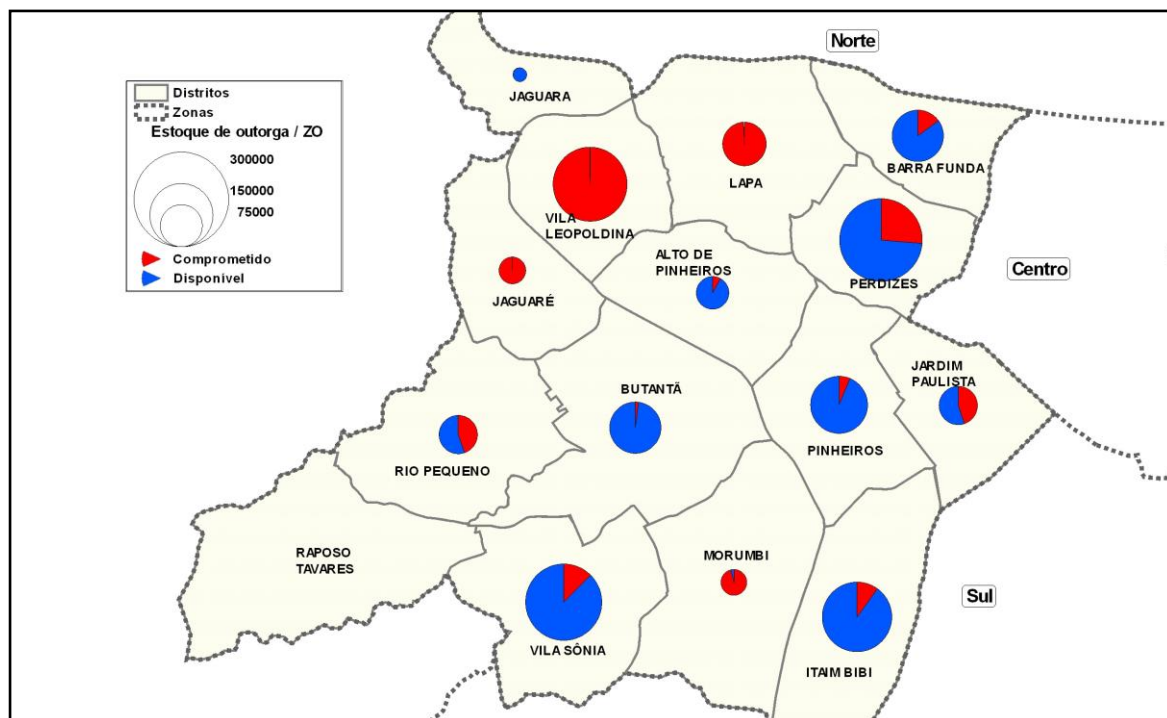 Norte
Distritos
Zonas
Estoque de outorga / ZO
300000
150000
75000
Comprometido
Disponivel
JAGUARA
LAPA
BARRA FUNDA
VILA
LEOPOLDINA
ALTO DE
PINHEIROS
Centro
PERDIZES
JAGUARÉ
JARDIM
PAULISTA
BUTANTÃ
PINHEIROS
RIO PEQUENO
RAPOSO
TAVARES
MORUMBI
Sul
VILA SÔNIA
ITAIM BIBI